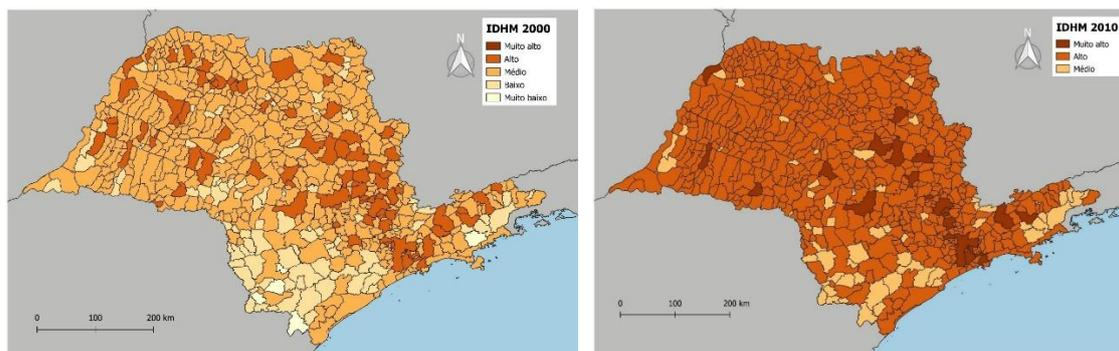 IDHM 2000
Muito alto
Alto
Médio
Baixo
Muito baixo
N
0 100 200 km
IDHM 2010
Muito alto
Alto
Médio
N
0 100 200 km